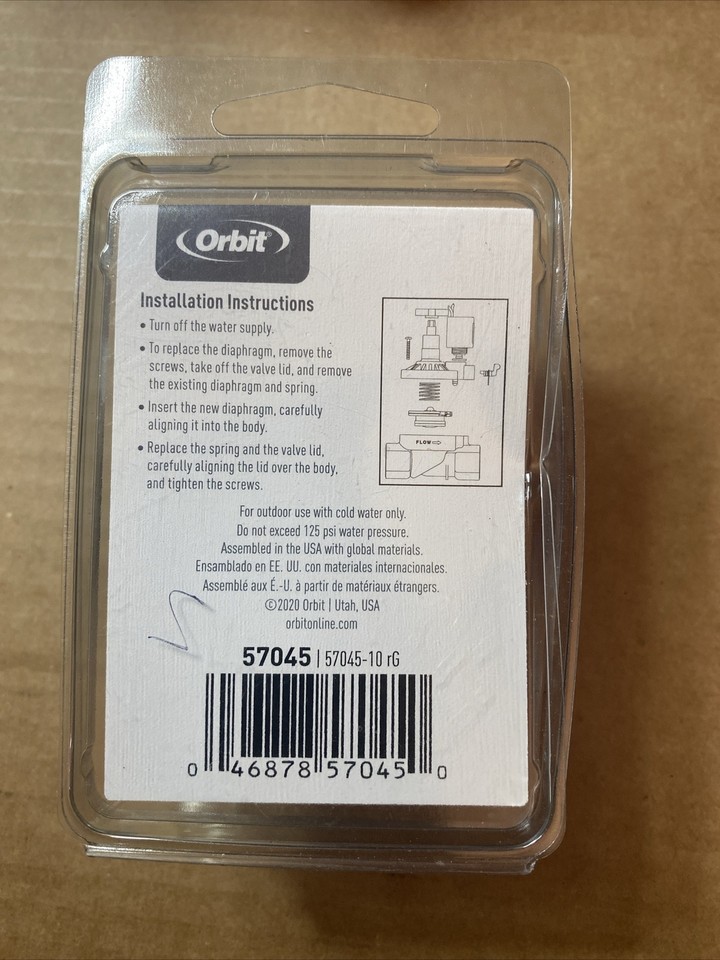 Orbit®
Installation Instructions
• Turn off the water supply.
• To replace the diaphragm, remove the
screws, take off the valve lid, and remove
the existing diaphragm and spring.
• Insert the new diaphragm, carefully
aligning it into the body.
• Replace the spring and the valve lid,
carefully aligning the lid over the body,
and tighten the screws.
FLOW
For outdoor use with cold water only.
Do not exceed 125 psi water pressure.
Assembled in the USA with global materials.
Ensamblado en EE. UU. con materiales internacionales.
Assemblé aux É.-U. à partir de matériaux étrangers.
©2020 Orbit | Utah, USA
orbitonline.com
57045 | 57045-10 rG
0 46878 57045 0